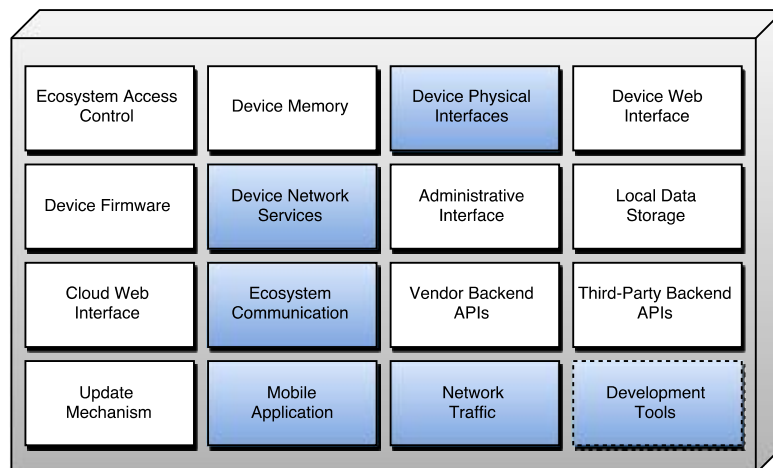 Ecosystem Access
Control
Device Memory
Device Physical
Interfaces
Device Web
Interface
Device Firmware
Device Network
Services
Administrative
Interface
Local Data
Storage
Cloud Web
Interface
Ecosystem
Communication
Vendor Backend
APIs
Third-Party Backend
APIs
Update
Mechanism
Mobile
Application
Network
Traffic
Development
Tools